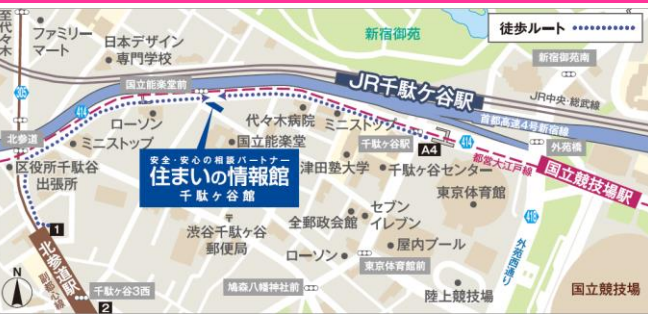 至代々木
ファミリーマート
日本デザイン
専門学校
新宿御苑
徒歩ルート
新宿御苑南
305
国立能楽堂前
414
JR千駄ケ谷駅
JR中央・総武線
首都高速4号新宿線
北参道
ローソン
ミニストップ
代々木病院
ミニストップ
国立能楽堂
千駄ケ谷駅
A4
414
外苑橋
区役所千駄谷
出張所
安全・安心の相談パートナー
住まいの情報館
千駄ヶ谷館
津田塾大学
千駄ケ谷センター
都営大江戸線
国立競技場駅
東京体育館
418
1
渋谷千駄ケ谷
郵便局
全郵政会館
セブン
イレブン
外苑西通り
北参道駅
副都心線
ローソン
屋内プール
東京体育館前
N
千駄ケ谷3西
鳩森八幡神社前
陸上競技場
国立競技場
2